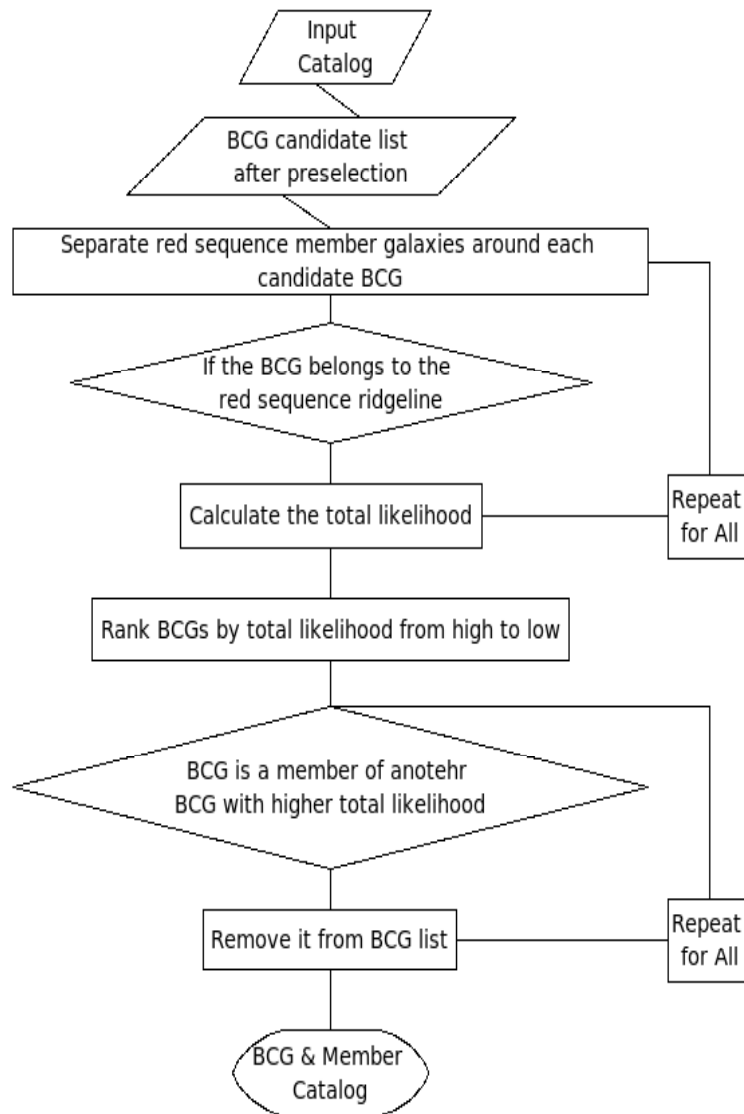 Input
Catalog
BCG candidate list
after preselection
Separate red sequence member galaxies around each
candidate BCG
If the BCG belongs to the
red sequence ridgeline
Calculate the total likelihood
Repeat
for All
Rank BCGs by total likelihood from high to low
BCG is a member of anotehr
BCG with higher total likelihood
Remove it from BCG list
Repeat
for All
BCG & Member
Catalog